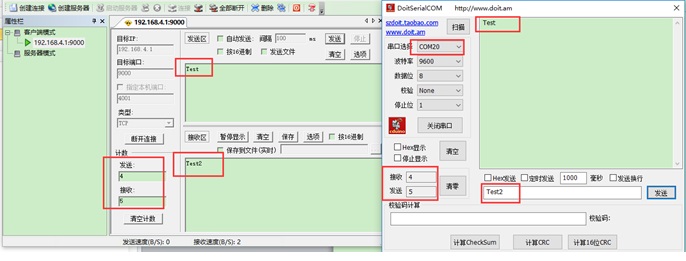 创建连接 创建服务器 启动服务器 全部断开 删除
属性栏
客户端模式
192.168.4.1:9000
服务器模式
192.168.4.1:9000
目标IP:
192.168.4.1
目标端口:
9000
指定本机端口
4001
类型:
TCP
断开连接
计数
发送:
4
接收:
5
清空计数
发送区 自动发送: 间隔 100 ms 发送 停止
按16进制 发送文件 清空 选项
Test
接收区 暂停显示 清空 保存 选项 按16进制
保存到文件(实时)
Test2
发送速度(B/S): 0 接收速度(B/S): 2
DoitSerialCOM http://www.doit.am
szdoit.taobao.com
www.doit.am
扫描
串口选择 COM20
波特率 9600
数据位 8
校验 None
停止位 1
关闭串口
Hex显示
停止显示
清空
接收 4
发送 5
清零
Test
Hex发送 定时发送 1000 毫秒 发送换行
Test2 发送
校验码计算
校验码:
计算CheckSum 计算CRC 计算16位CRC